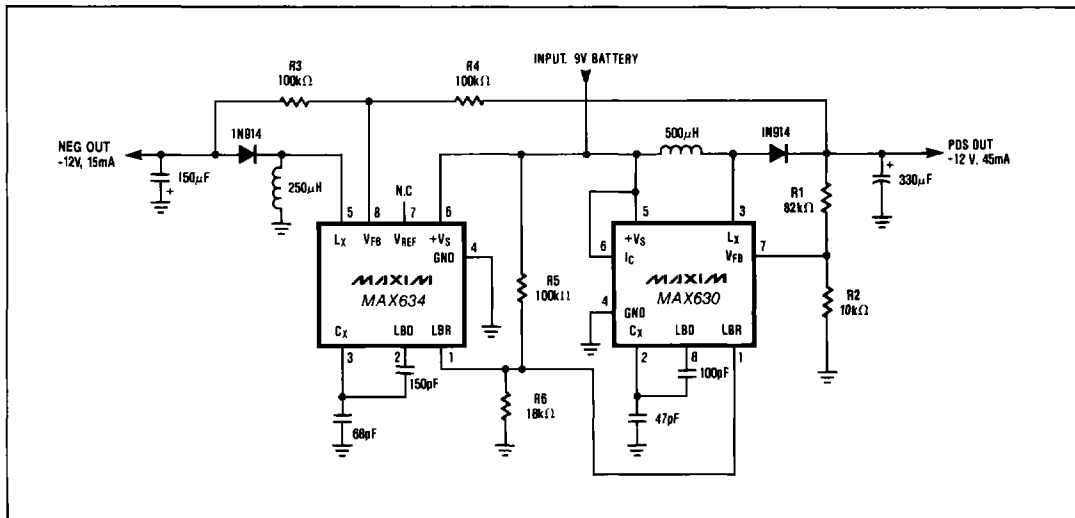 INPUT, 9V BATTERY
R3
100kΩ
R4
100kΩ
NEG OUT
-12V, 15mA
1N914
150μF
+
250μH
500μH
1N914
POS OUT
~12 V, 45mA
+
330μF
R1
82kΩ
R2
10kΩ
N.C
5
8
7
6
LX
VFB
VREF
+VS
GND
4
MAXIM
MAX634
CX
LBD
LBR
3
2
1
150pF
68pF
R5
100kΩ
R6
18kΩ
5
3
+VS
LX
6
IC
VFB
7
MAXIM
MAX630
4
GND
CX
LBD
LBR
2
8
1
100pF
47pF